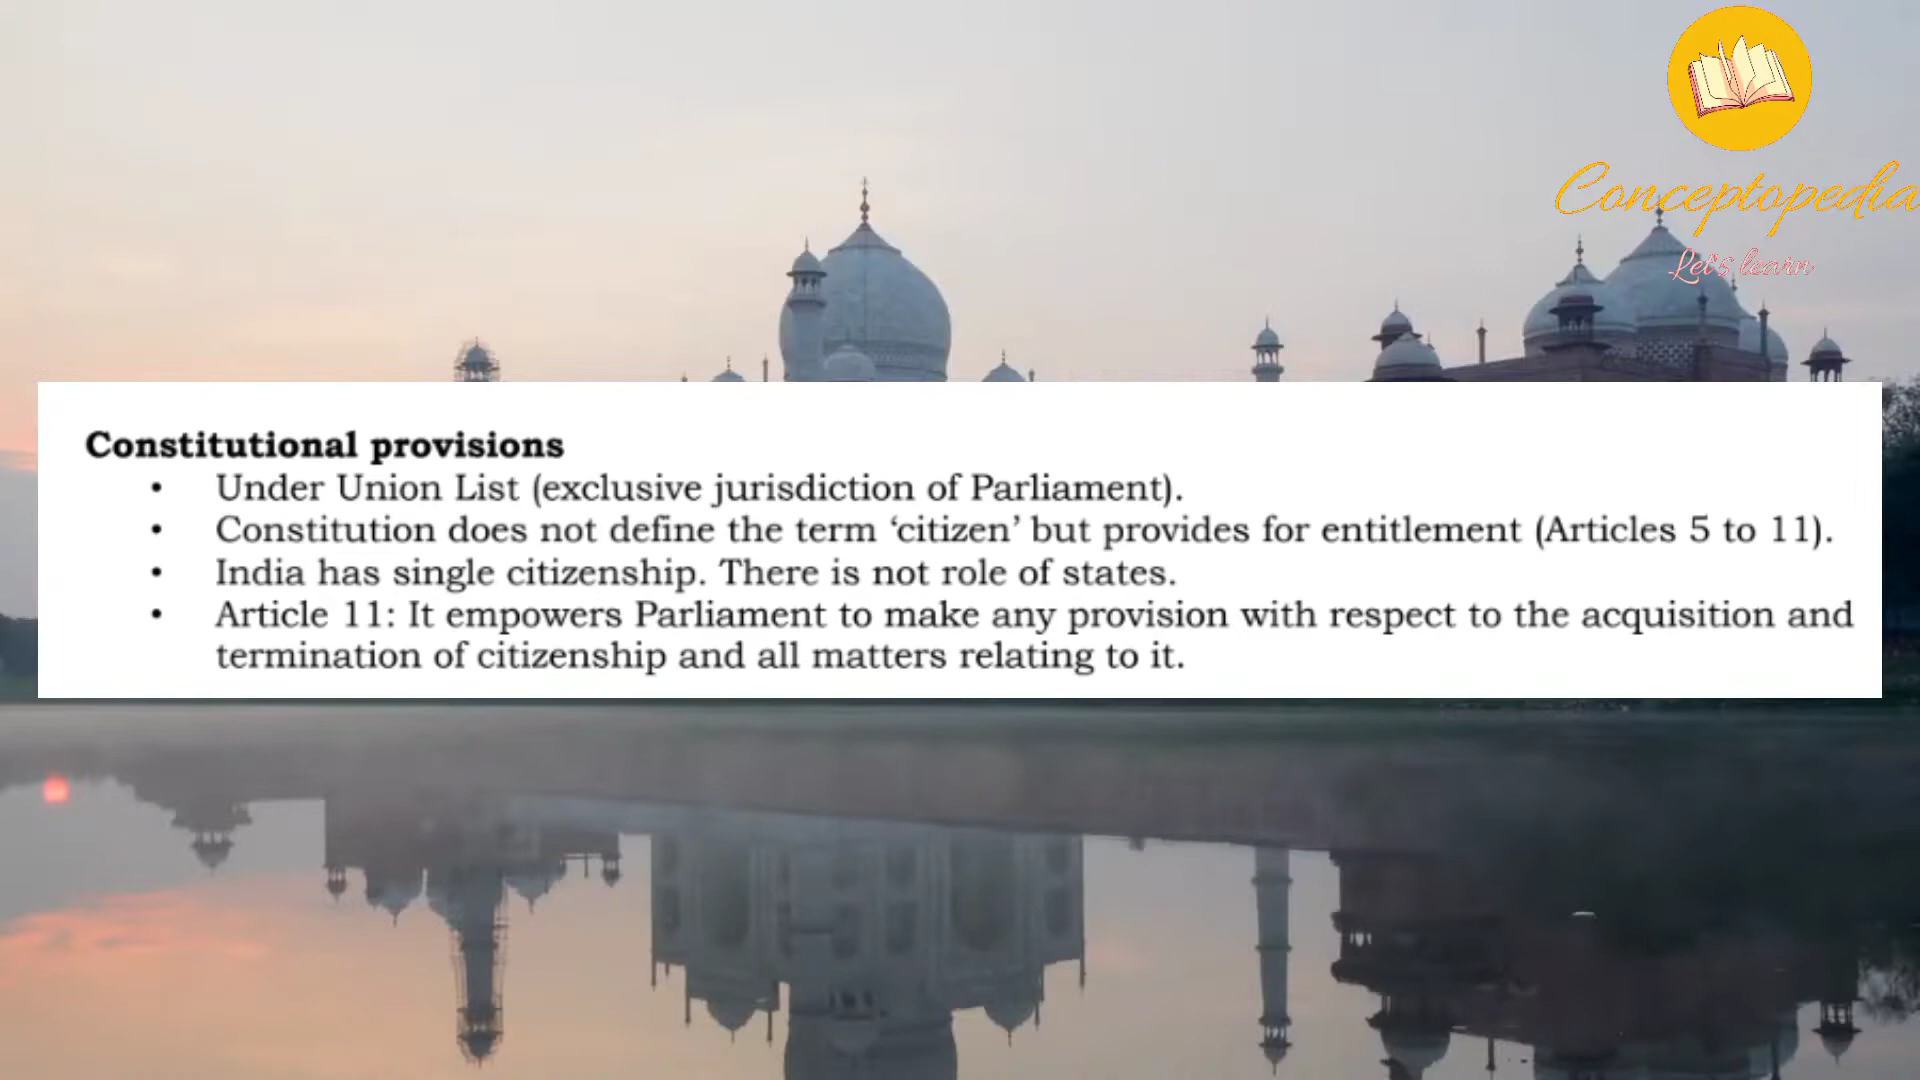 Conceptopedia
Let's learn
Constitutional provisions
• Under Union List (exclusive jurisdiction of Parliament).
• Constitution does not define the term ‘citizen’ but provides for entitlement (Articles 5 to 11).
• India has single citizenship. There is not role of states.
• Article 11: It empowers Parliament to make any provision with respect to the acquisition and
termination of citizenship and all matters relating to it.